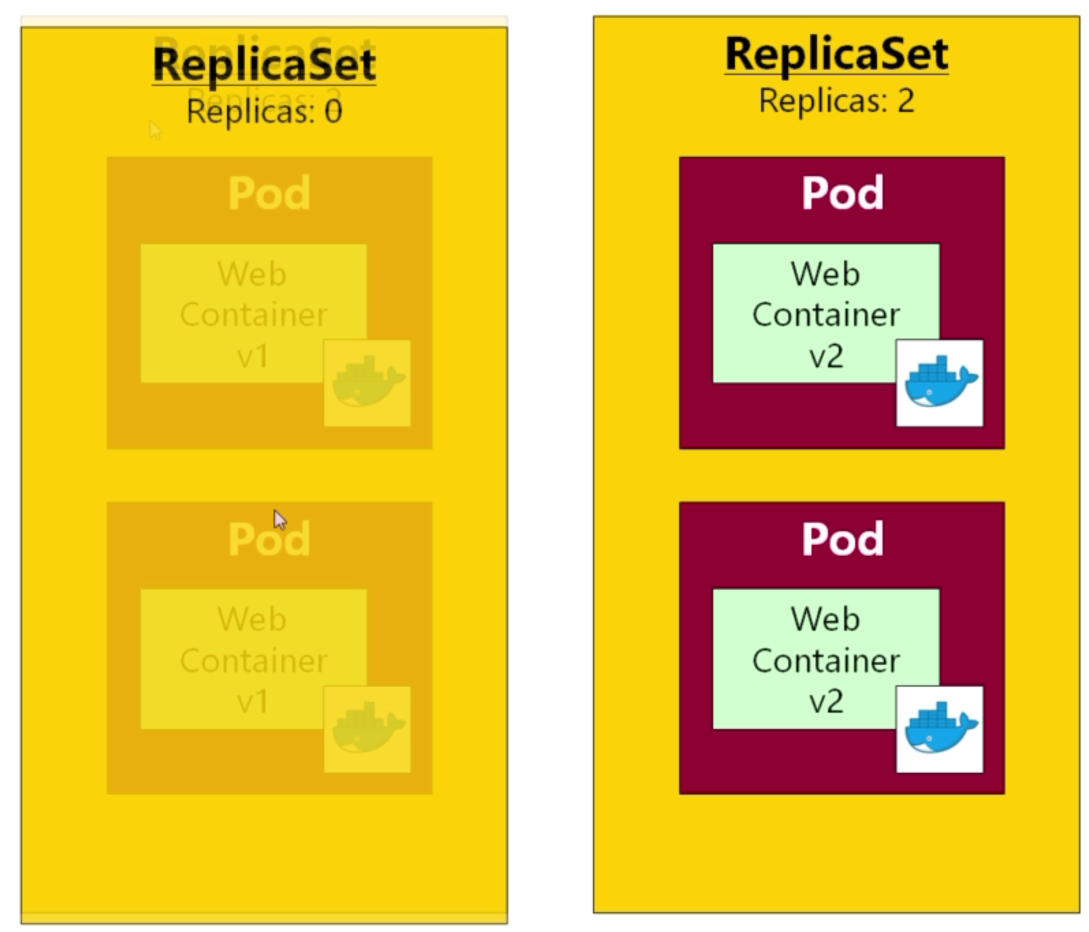 ReplicaSet
Replicas: 0
Pod
Web
Container
v1
Pod
Web
Container
v1
ReplicaSet
Replicas: 2
Pod
Web
Container
v2
Pod
Web
Container
v2